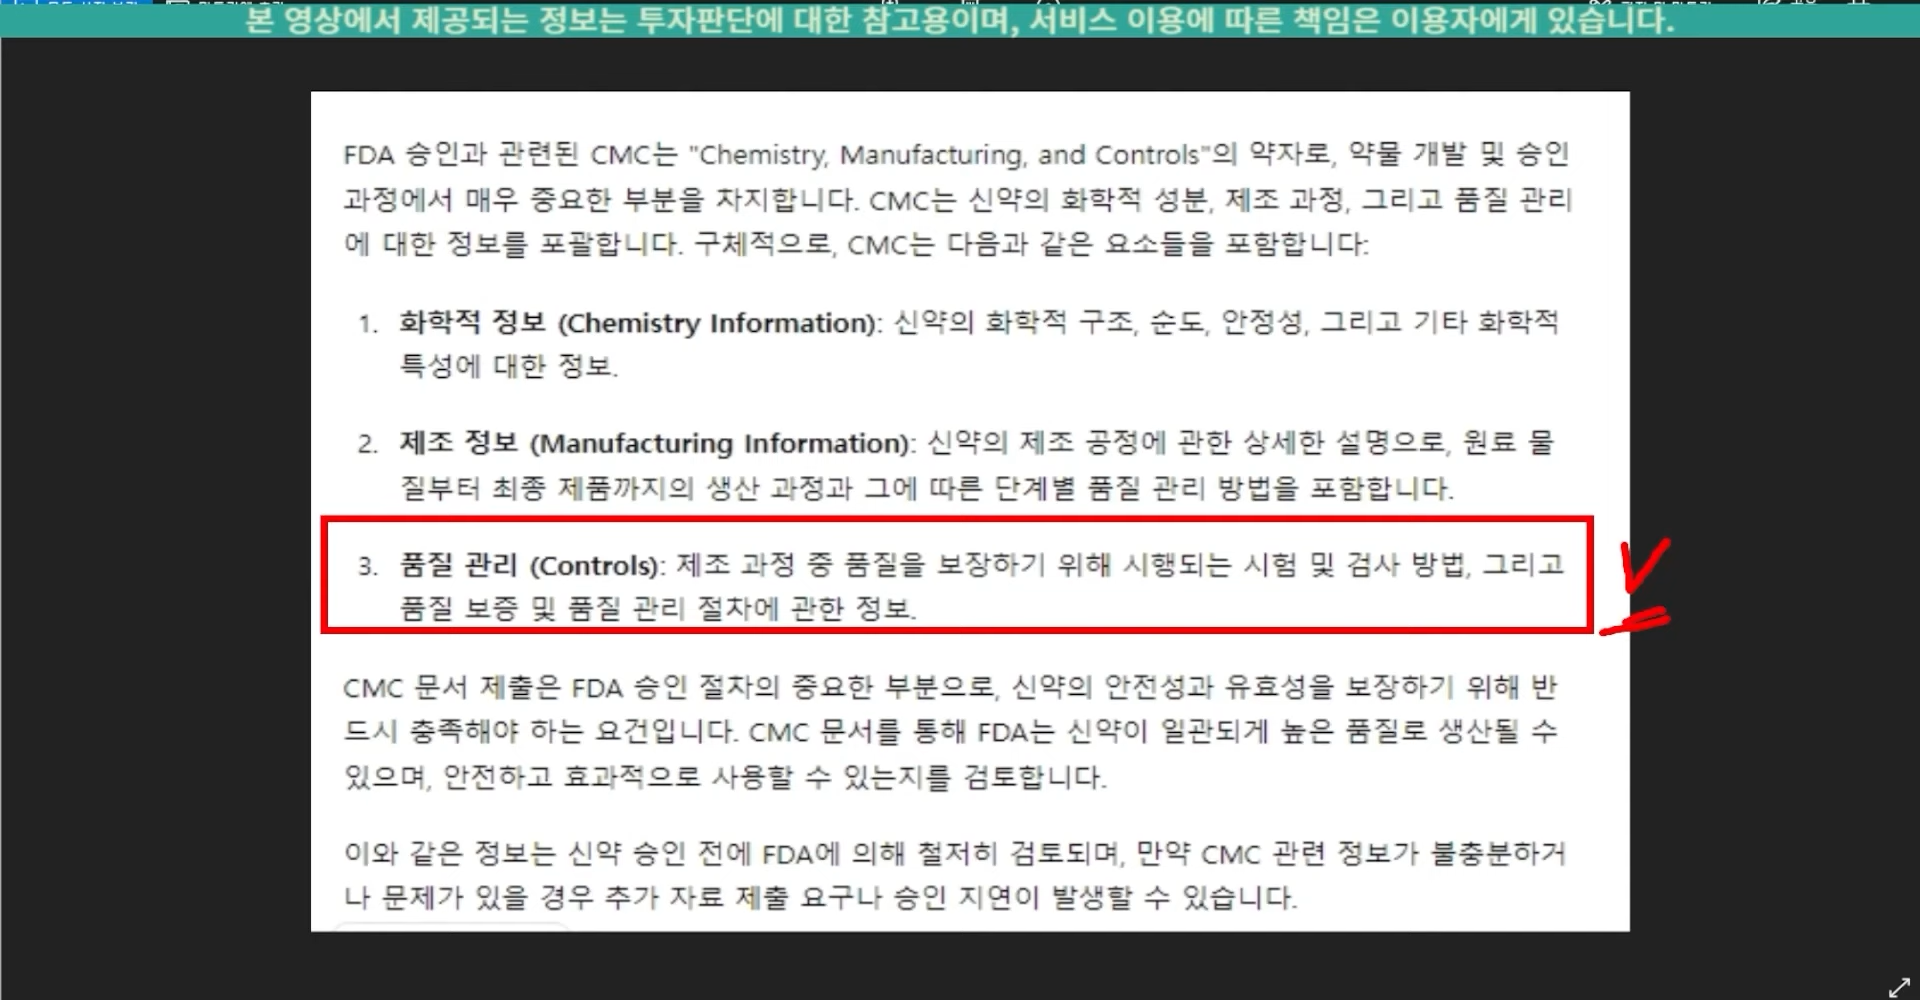 본 영상에서 제공되는 정보는 투자판단에 대한 참고용이며, 서비스 이용에 따른 책임은 이용자에게 있습니다.
FDA 승인과 관련된 CMC는 "Chemistry, Manufacturing, and Controls"의 약자로, 약물 개발 및 승인
과정에서 매우 중요한 부분을 차지합니다. CMC는 신약의 화학적 성분, 제조 과정, 그리고 품질 관리
에 대한 정보를 포괄합니다. 구체적으로, CMC는 다음과 같은 요소들을 포함합니다:
1. 화학적 정보 (Chemistry Information): 신약의 화학적 구조, 순도, 안정성, 그리고 기타 화학적
특성에 대한 정보.
2. 제조 정보 (Manufacturing Information): 신약의 제조 공정에 관한 상세한 설명으로, 원료 물
질부터 최종 제품까지의 생산 과정과 그에 따른 단계별 품질 관리 방법을 포함합니다.
3. 품질 관리 (Controls): 제조 과정 중 품질을 보장하기 위해 시행되는 시험 및 검사 방법, 그리고
품질 보증 및 품질 관리 절차에 관한 정보.
CMC 문서 제출은 FDA 승인 절차의 중요한 부분으로, 신약의 안전성과 유효성을 보장하기 위해 반
드시 충족해야 하는 요건입니다. CMC 문서를 통해 FDA는 신약이 일관되게 높은 품질로 생산될 수
있으며, 안전하고 효과적으로 사용할 수 있는지를 검토합니다.
이와 같은 정보는 신약 승인 전에 FDA에 의해 철저히 검토되며, 만약 CMC 관련 정보가 불충분하거
나 문제가 있을 경우 추가 자료 제출 요구나 승인 지연이 발생할 수 있습니다.